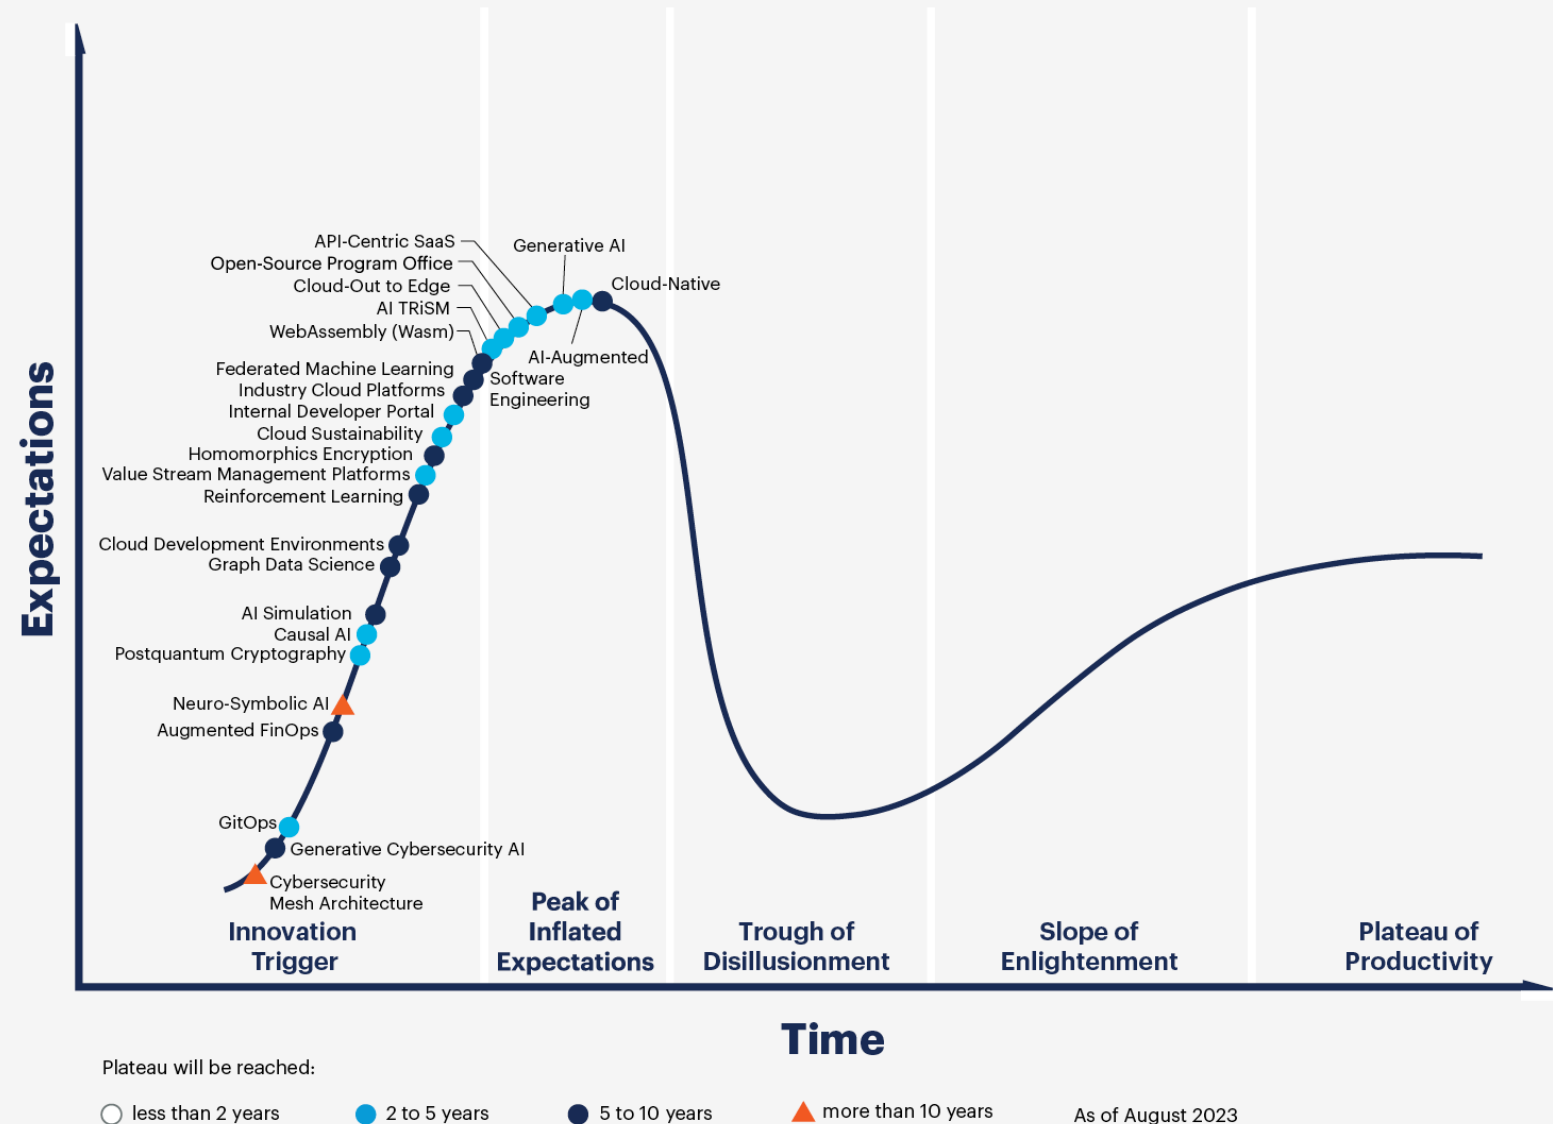 API-Centric SaaS
Generative AI
Open-Source Program Office
Cloud-Out to Edge
Cloud-Native
AI TRiSM
WebAssembly (Wasm)
AI-Augmented
Software
Engineering
Federated Machine Learning
Industry Cloud Platforms
Internal Developer Portal
Cloud Sustainability
Homomorphics Encryption
Value Stream Management Platforms
Reinforcement Learning
Cloud Development Environments
Graph Data Science
AI Simulation
Causal AI
Postquantum Cryptography
Neuro-Symbolic AI
Augmented FinOps
GitOps
Generative Cybersecurity AI
Cybersecurity
Mesh Architecture
Expectations
Innovation
Trigger
Peak of
Inflated
Expectations
Trough of
Disillusionment
Slope of
Enlightenment
Plateau of
Productivity
Time
Plateau will be reached:
less than 2 years
2 to 5 years
5 to 10 years
more than 10 years
As of August 2023